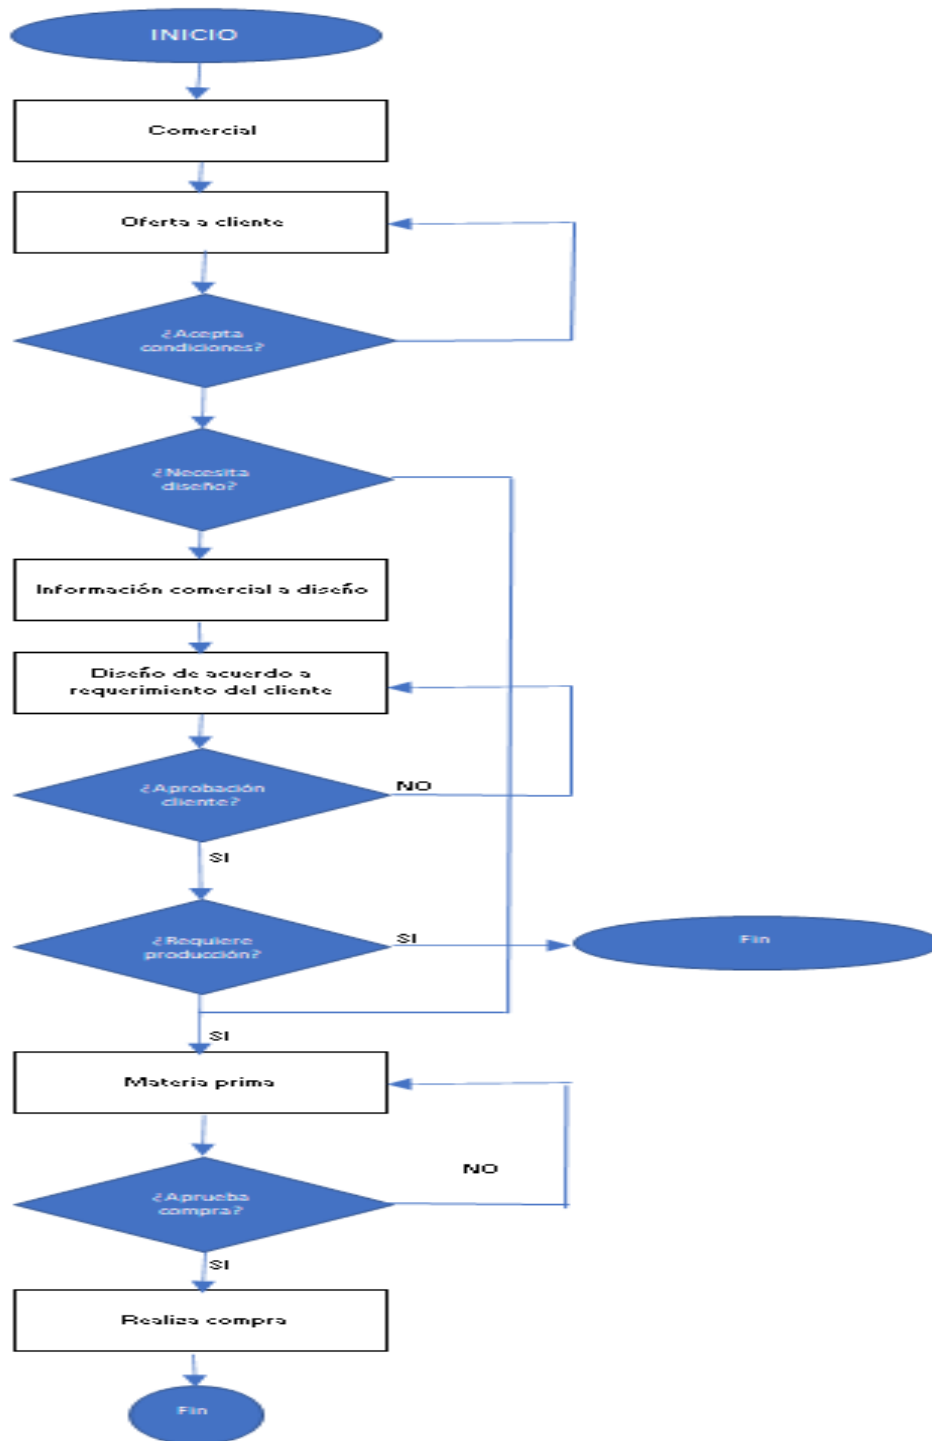 INICIO
Comercial
Oferta a cliente
¿Acepta
condiciones?
¿Necesita
diseño?
Información comercial a diseño
Diseño de acuerdo a
requerimiento del cliente
¿Aprobación
cliente?
NO
SI
¿Requiere
producción?
SI
Fin
SI
Materia prima
NO
¿Aprueba
compra?
SI
Realiza compra
Fin